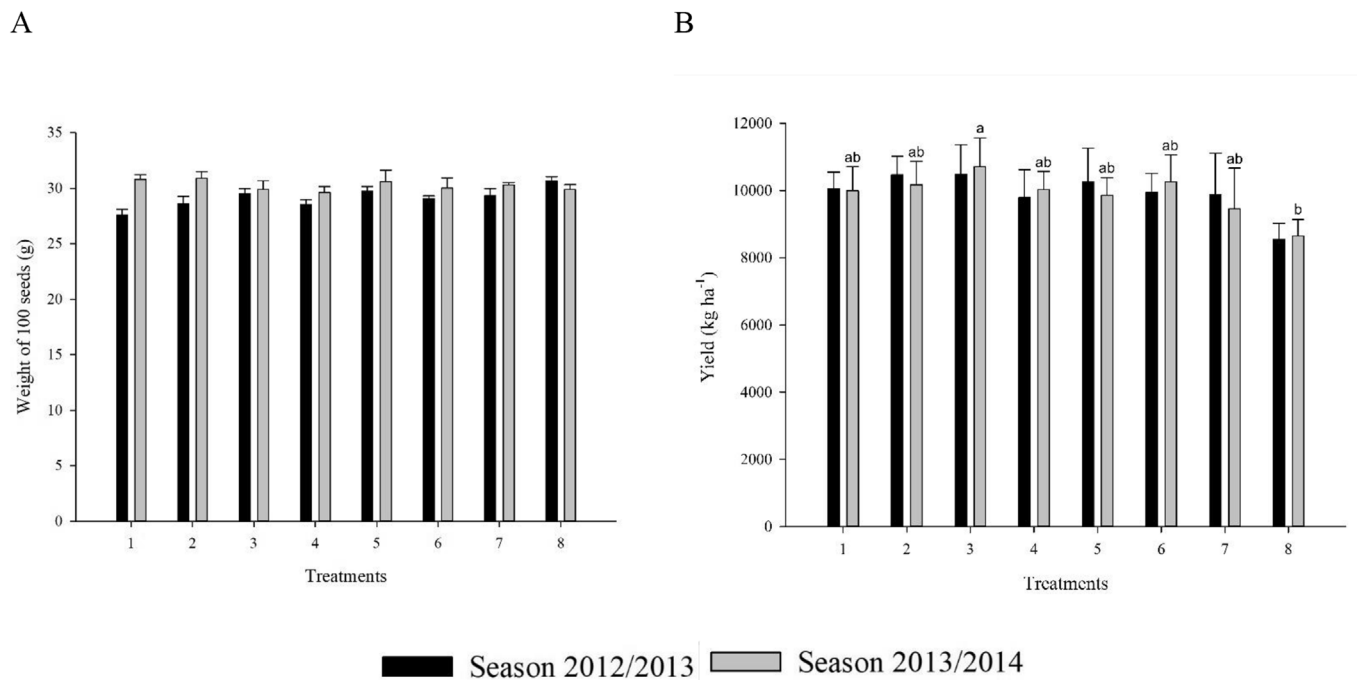 A
B
35
30
25
20
15
10
5
0
Weight of 100 seeds (g)
1 2 3 4 5 6 7 8
Treatments
12000
10000
8000
6000
4000
2000
0
Yield (kg ha-1)
ab ab a ab ab ab ab b
1 2 3 4 5 6 7 8
Treatments
Season 2012/2013 Season 2013/2014